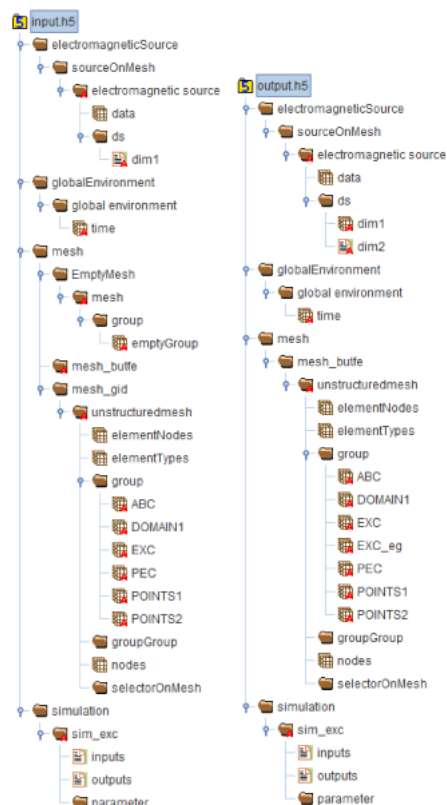 input.h5
electromagneticSource
sourceOnMesh
electromagnetic source
data
ds
dim1
globalEnvironment
global environment
time
mesh
EmptyMesh
mesh
group
emptyGroup
mesh_butfe
mesh_gid
unstructuredmesh
elementNodes
elementTypes
group
ABC
DOMAIN1
EXC
PEC
POINTS1
POINTS2
groupGroup
nodes
selectorOnMesh
simulation
sim_exc
inputs
outputs
parameter
output.h5
electromagneticSource
sourceOnMesh
electromagnetic source
data
ds
dim1
dim2
globalEnvironment
global environment
time
mesh
mesh_butfe
unstructuredmesh
elementNodes
elementTypes
group
ABC
DOMAIN1
EXC
EXC_eg
PEC
POINTS1
POINTS2
groupGroup
nodes
selectorOnMesh
simulation
sim_exc
inputs
outputs
parameter